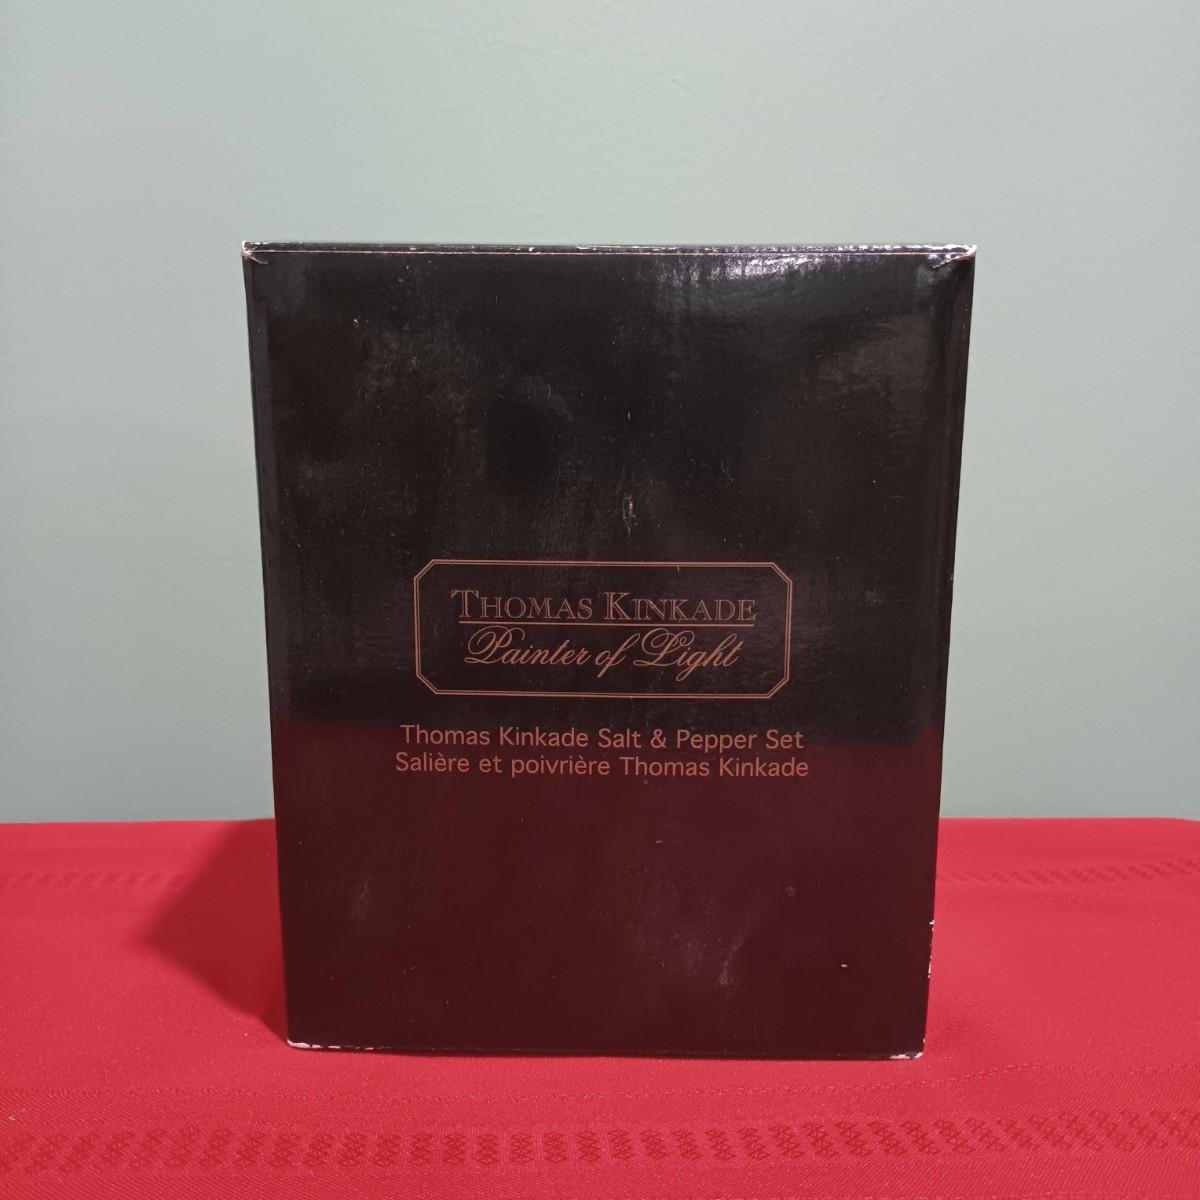 THOMAS KINKADE
Painter of Light
Thomas Kinkade Salt & Pepper Set
Salière et poivrière Thomas Kinkade